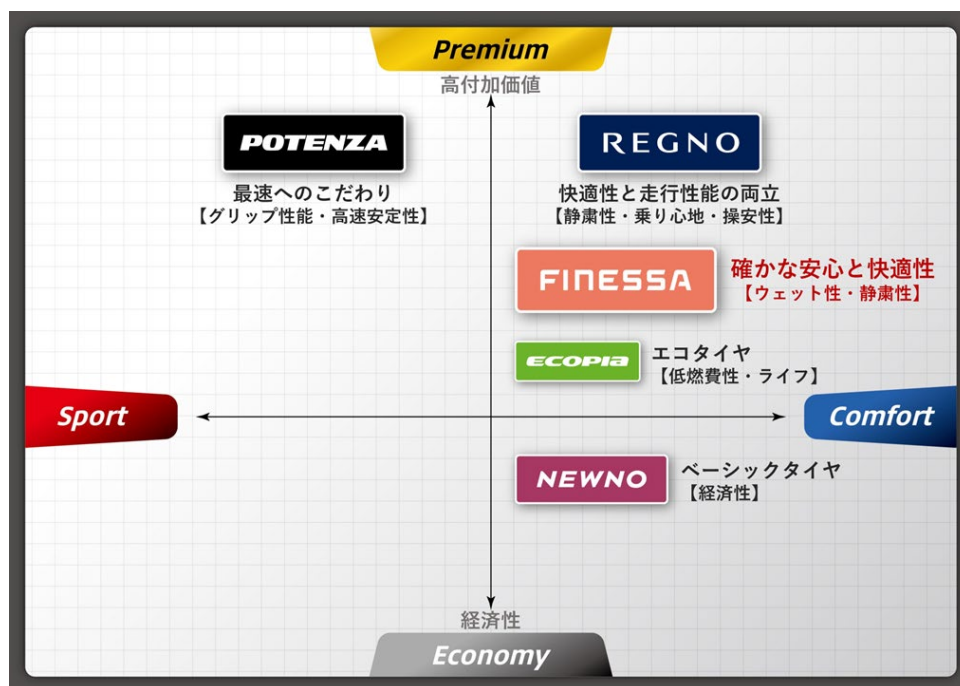 Premium
高付加価値
POTENZA
最速へのこだわり
【グリップ性能・高速安定性】
REGNO
快適性と走行性能の両立
【静粛性・乗り心地・操安性】
FINESSA
確かな安心と快適性
【ウェット性・静粛性】
ECOPIA
エコタイヤ
【低燃費性・ライフ】
Sport
Comfort
NEWNO
ベーシックタイヤ
【経済性】
経済性
Economy